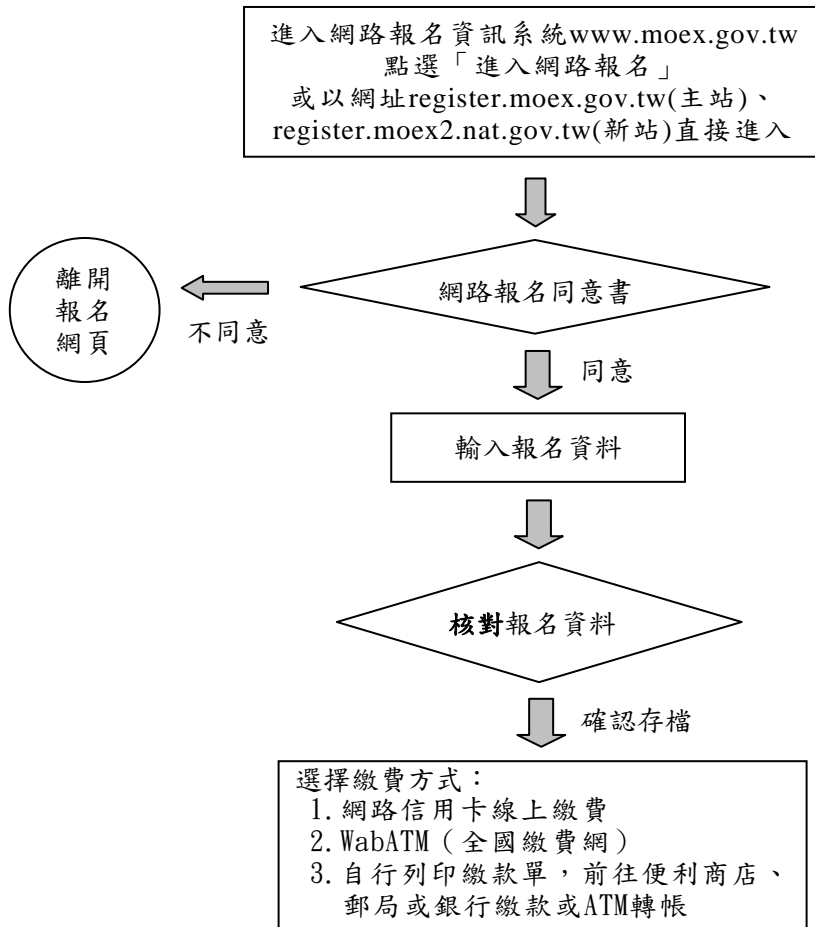 進入網路報名資訊系統www.moex.gov.tw
點選「進入網路報名」
或以網址register.moex.gov.tw(主站)、
register.moex2.nat.gov.tw(新站)直接進入
網路報名同意書
離開
報名
網頁
不同意
同意
輸入報名資料
核對報名資料
確認存檔
選擇繳費方式：
1.網路信用卡線上繳費
2.WabATM（全國繳費網）
3.自行列印繳款單，前往便利商店、
郵局或銀行繳款或ATM轉帳